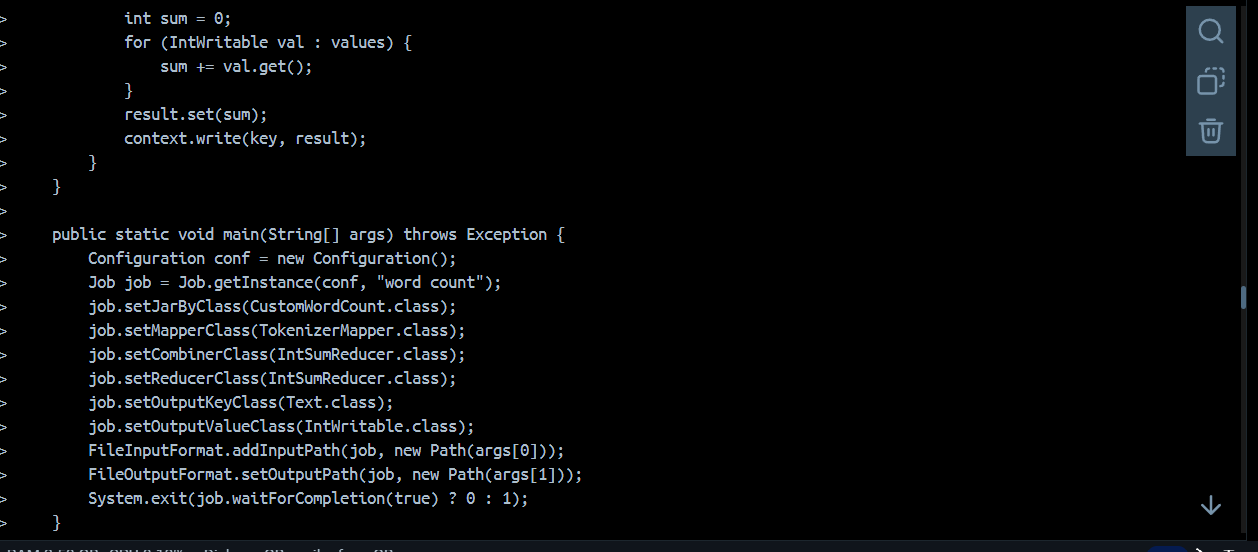 >            int sum = 0;
>            for (IntWritable val : values) {
>                sum += val.get();
>            }
>            result.set(sum);
>            context.write(key, result);
>        }
>    }
>
>    public static void main(String[] args) throws Exception {
>        Configuration conf = new Configuration();
>        Job job = Job.getInstance(conf, "word count");
>        job.setJarByClass(CustomWordCount.class);
>        job.setMapperClass(TokenizerMapper.class);
>        job.setCombinerClass(IntSumReducer.class);
>        job.setReducerClass(IntSumReducer.class);
>        job.setOutputKeyClass(Text.class);
>        job.setOutputValueClass(IntWritable.class);
>        FileInputFormat.addInputPath(job, new Path(args[0]));
>        FileOutputFormat.setOutputPath(job, new Path(args[1]));
>        System.exit(job.waitForCompletion(true) ? 0 : 1);
>    }